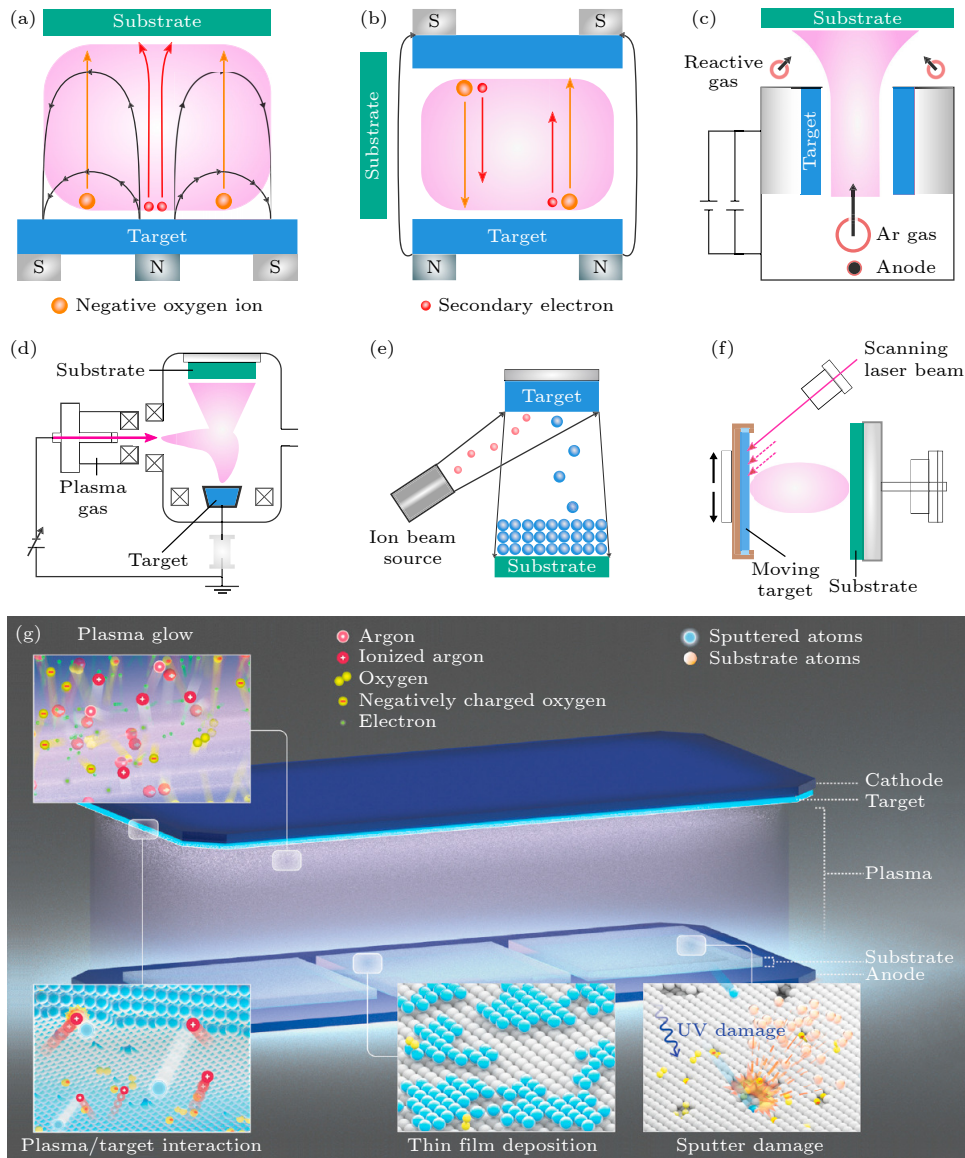 (a)
Substrate
Target
S
N
S
Negative oxygen ion
(b)
S
S
Substrate
Target
N
N
Secondary electron
(c)
Substrate
Reactive
gas
Target
Ar gas
Anode
(d)
Substrate
Plasma
gas
Target
(e)
Target
Ion beam
source
Substrate
(f)
Scanning
laser beam
Moving
target
Substrate
(g)
Plasma glow
Argon
Ionized argon
Oxygen
Negatively charged oxygen
Electron
Sputtered atoms
Substrate atoms
Cathode
Target
Plasma
Substrate
Anode
UV damage
Plasma/target interaction
Thin film deposition
Sputter damage